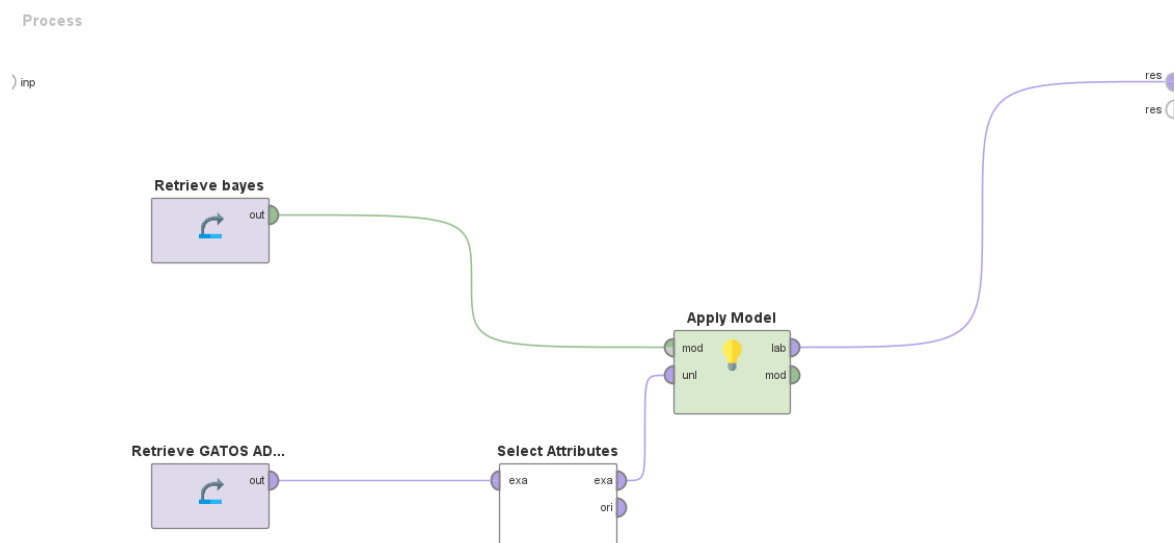 Process
inp
res
res
Retrieve bayes
out
Apply Model
mod lab
unl mod
Retrieve GATOS AD...
out
Select Attributes
exa exa
ori